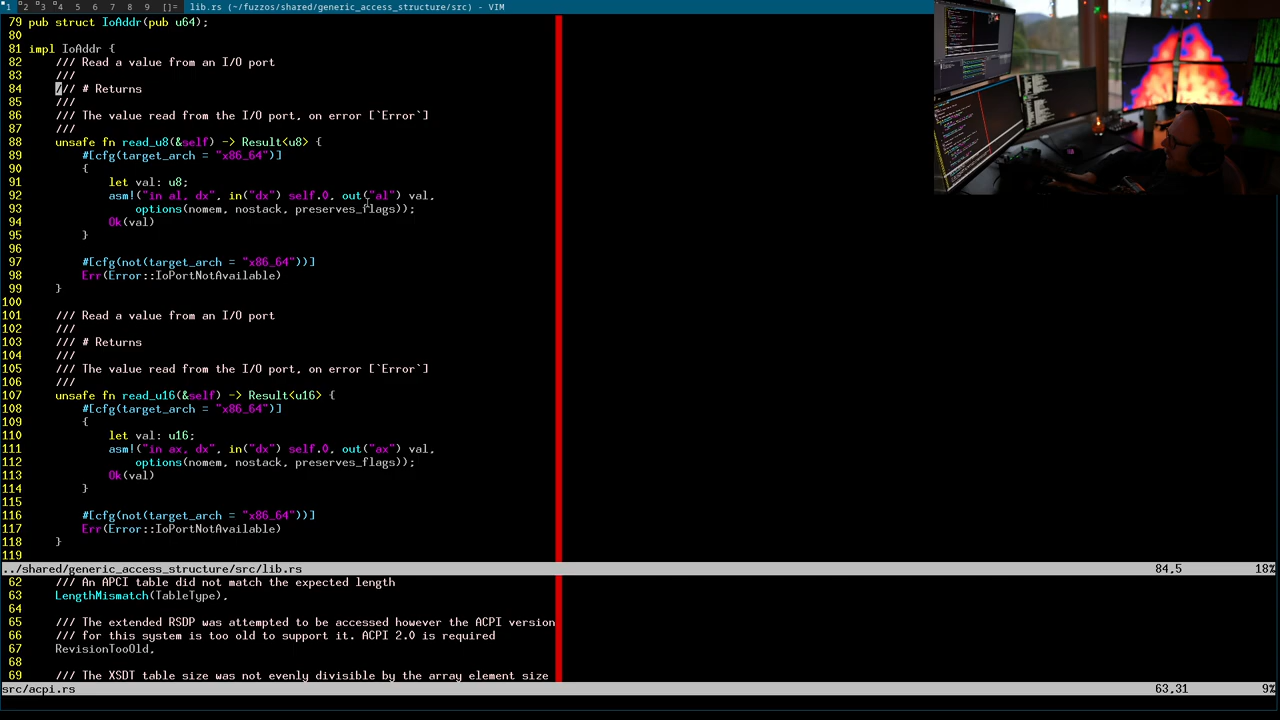 1 2 3 4 5 6 7 8 9 []= lib.rs (~/fuzzos/shared/generic_access_structure/src) - VIM
79 pub struct IoAddr(pub u64);
80
81 impl IoAddr {
82 /// Read a value from an I/O port
83 ///
84 /// # Returns
85 ///
86 /// The value read from the I/O port, on error [`Error`]
87 ///
88 unsafe fn read_u8(&self) -> Result<u8> {
89 #[cfg(target_arch = "x86_64")]
90 {
91 let val: u8;
92 asm!("in al, dx", in("dx") self.0, out("al") val,
93 options(nomem, nostack, preserves_flags));
94 Ok(val)
95 }
96
97 #[cfg(not(target_arch = "x86_64"))]
98 Err(Error::IoPortNotAvailable)
99 }
100
101 /// Read a value from an I/O port
102 ///
103 /// # Returns
104 ///
105 /// The value read from the I/O port, on error [`Error`]
106 ///
107 unsafe fn read_u16(&self) -> Result<u16> {
108 #[cfg(target_arch = "x86_64")]
109 {
110 let val: u16;
111 asm!("in ax, dx", in("dx") self.0, out("ax") val,
112 options(nomem, nostack, preserves_flags));
113 Ok(val)
114 }
115
116 #[cfg(not(target_arch = "x86_64"))]
117 Err(Error::IoPortNotAvailable)
118 }
119
../shared/generic_access_structure/src/lib.rs 84,5 18%
62 /// An APCI table did not match the expected length
63 LengthMismatch(TableType),
64
65 /// The extended RSDP was attempted to be accessed however the ACPI version
66 /// for this system is too old to support it. ACPI 2.0 is required
67 RevisionTooOld,
68
69 /// The XSDT table size was not evenly divisible by the array element size
src/acpi.rs 63,31 9%